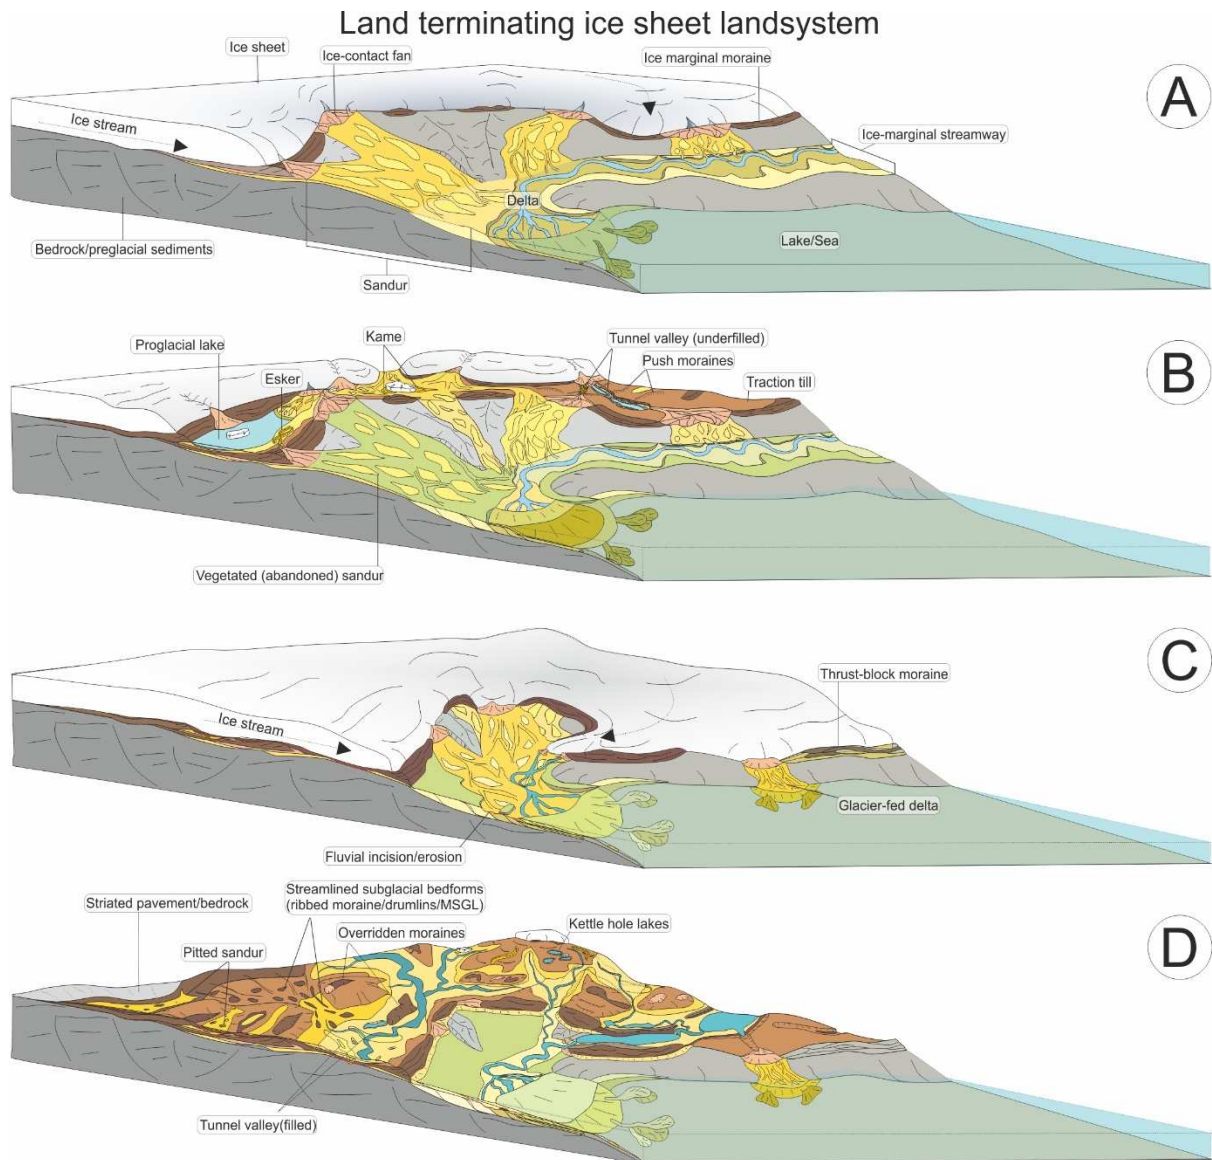 Land terminating ice sheet landsystem
Ice sheet
Ice-contact fan
Ice marginal moraine
A
Ice stream
Ice-marginal streamway
Delta
Lake/Sea
Bedrock/preglacial sediments
Sandur
Kame
Tunnel valley (underfilled)
Proglacial lake
Push moraines
B
Esker
Traction till
Vegetated (abandoned) sandur
C
Thrust-block moraine
Ice stream
Glacier-fed delta
Fluvial incision/erosion
Streamlined subglacial bedforms
(ribbed moraine/drumlins/MSGL)
Striated pavement/bedrock
Kettle hole lakes
Overridden moraines
D
Pitted sandur
Tunnel valley(filled)